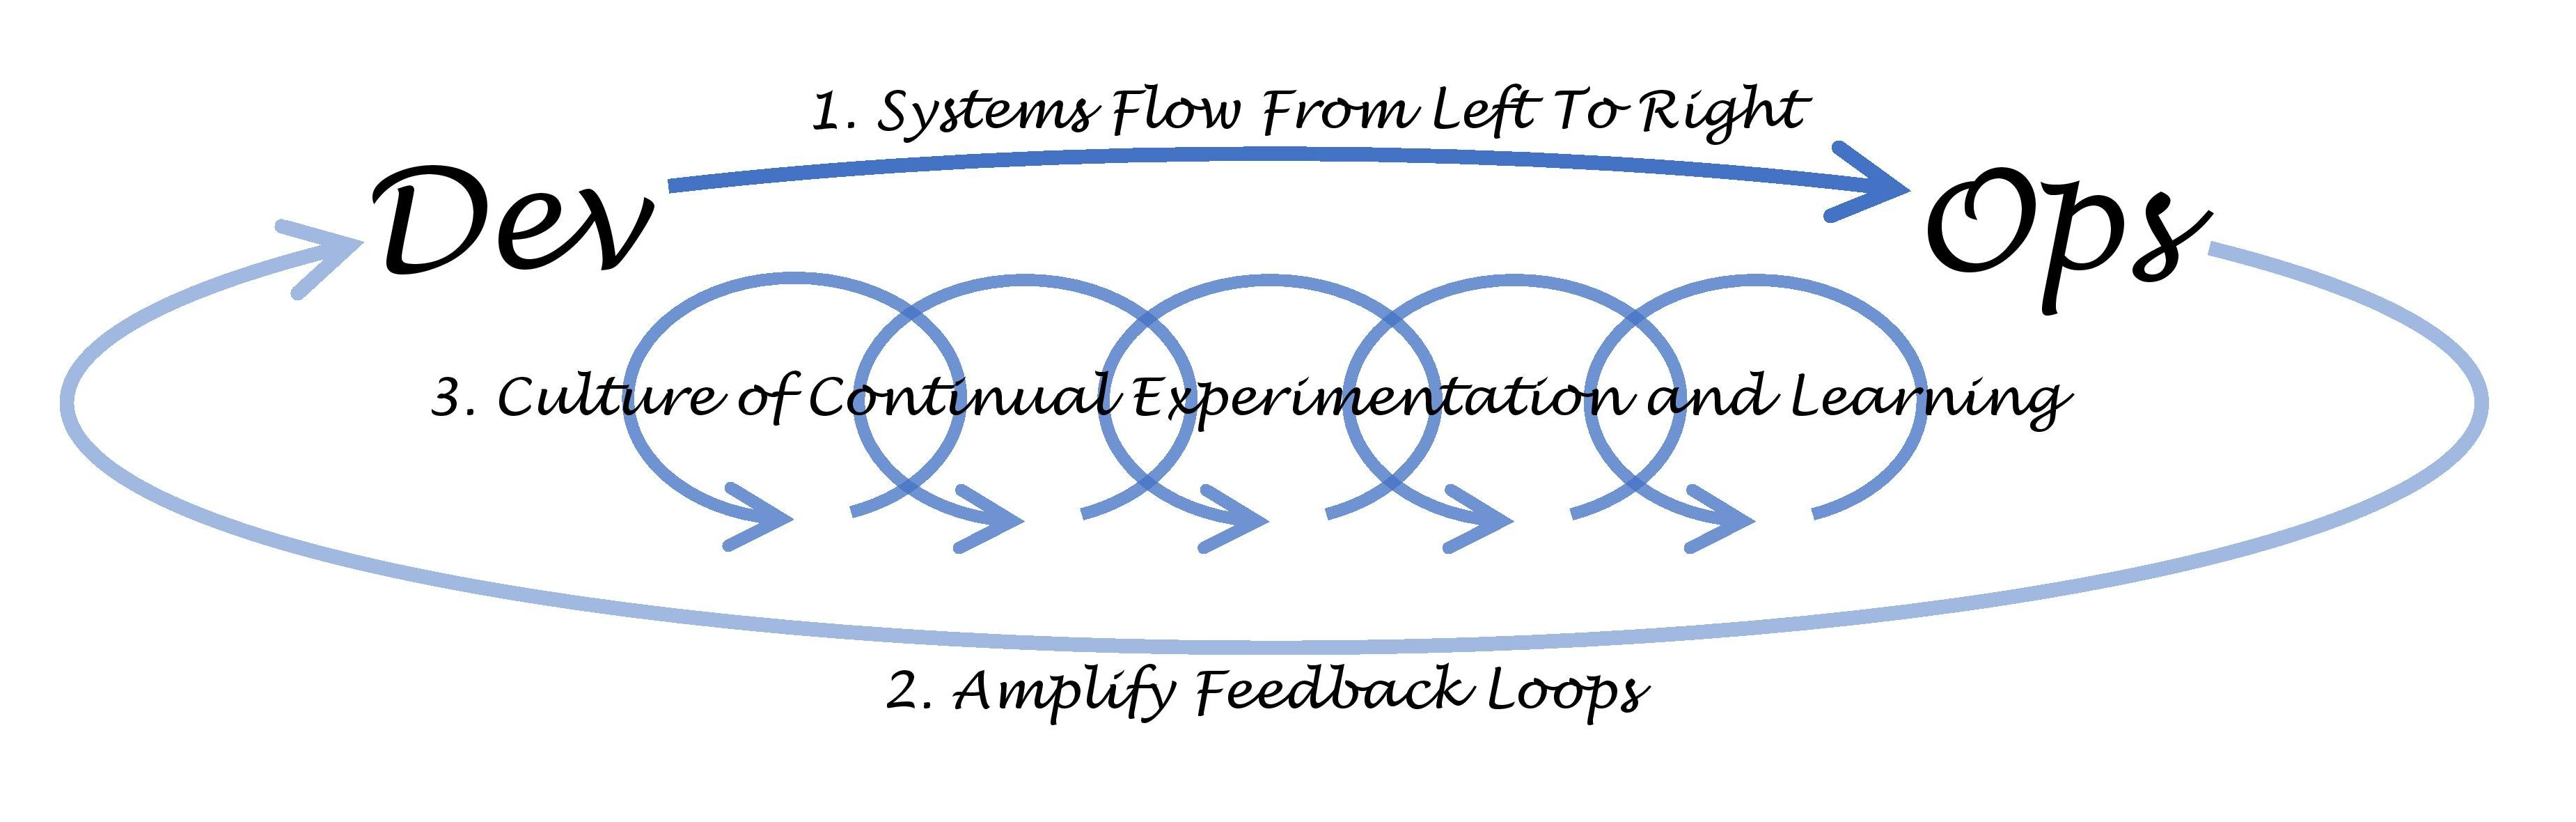 1. Systems Flow From Left To Right
Dev
Ops
3. Culture of Continual Experimentation and Learning
2. Amplify Feedback Loops